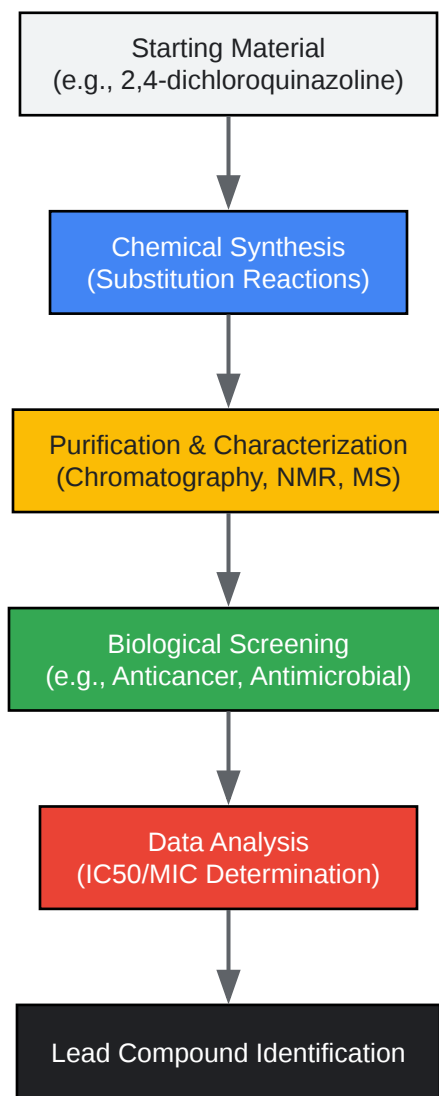 Starting Material
(e.g., 2,4-dichloroquinazoline)
Chemical Synthesis
(Substitution Reactions)
Purification & Characterization
(Chromatography, NMR, MS)
Biological Screening
(e.g., Anticancer, Antimicrobial)
Data Analysis
(IC50/MIC Determination)
Lead Compound Identification